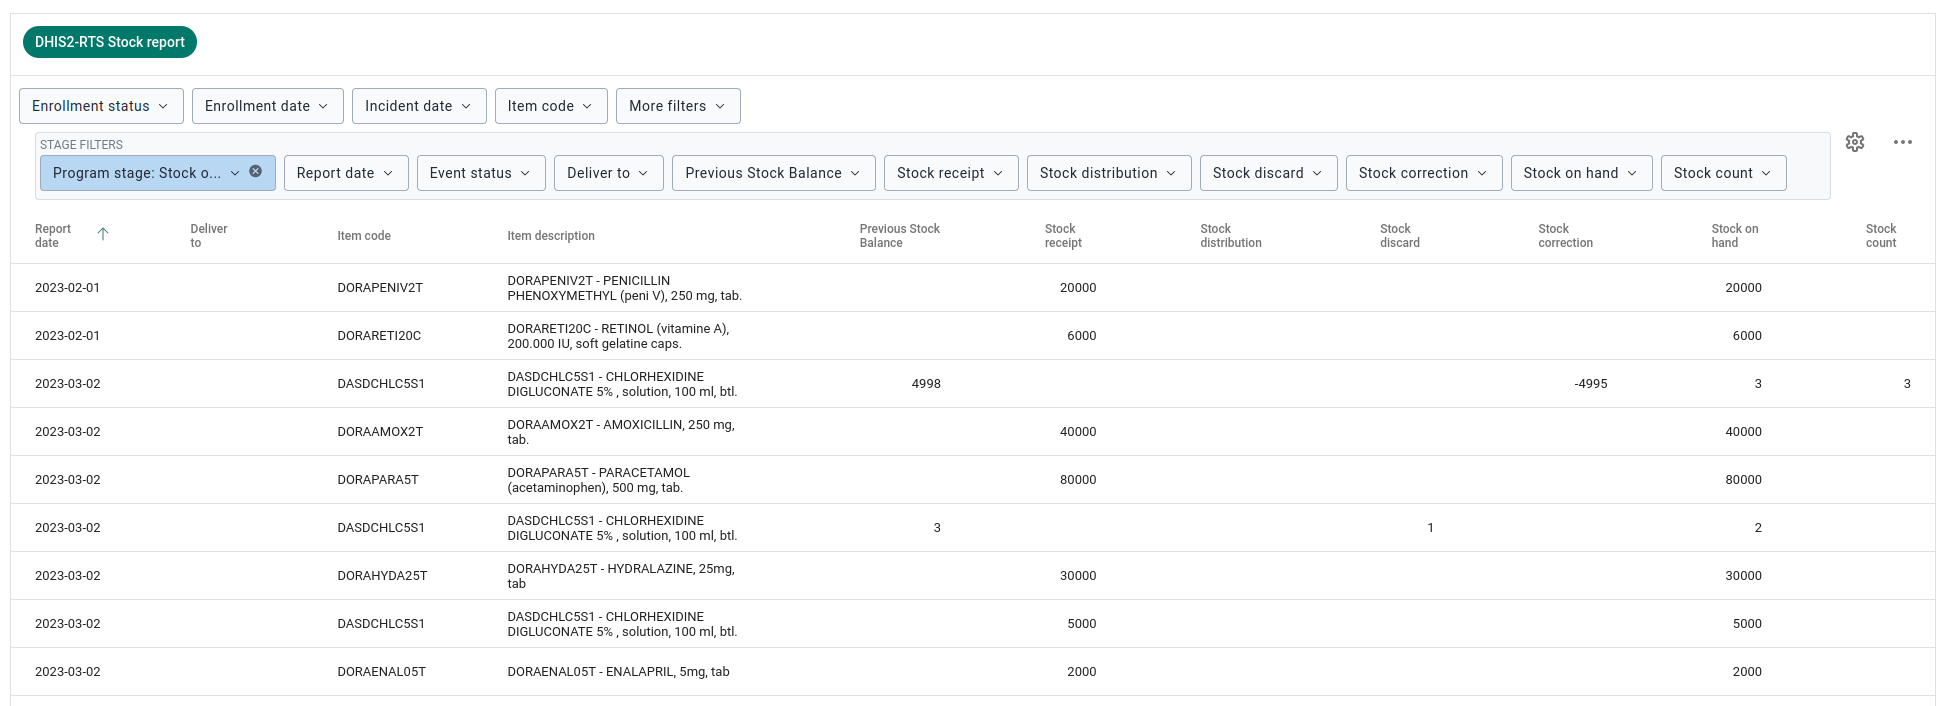 DHIS2-RTS Stock report
Enrollment status Enrollment date Incident date Item code More filters
STAGE FILTERS
Program stage: Stock o... Report date Event status Deliver to Previous Stock Balance Stock receipt Stock distribution Stock discard Stock correction Stock on hand Stock count
Report Deliver Previous Stock Stock Stock Stock Stock Stock on Stock
date to Item code Item description Balance receipt distribution discard correction hand count
2023-02-01 DORAPENIV2T DORAPENIV2T - PENICILLIN 20000 20000
PHENOXYMETHYL (peni V), 250 mg, tab.
2023-02-01 DORARETI20C DORARETI20C - RETINOL (vitamine A), 6000 6000
200.000 IU, soft gelatine caps.
2023-03-02 DASDCHLC5S1 DASDCHLC5S1 - CHLORHEXIDINE 4998 -4995 3 3
DIGLUCONATE 5% , solution, 100 ml, btl.
2023-03-02 DORAAMOX2T DORAAMOX2T - AMOXICILLIN, 250 mg, 40000 40000
tab.
2023-03-02 DORAPARA5T DORAPARA5T - PARACETAMOL 80000 80000
(acetaminophen), 500 mg, tab.
2023-03-02 DASDCHLC5S1 DASDCHLC5S1 - CHLORHEXIDINE 3 1 2
DIGLUCONATE 5% , solution, 100 ml, btl.
2023-03-02 DORAHYDA25T DORAHYDA25T - HYDRALAZINE, 25mg, 30000 30000
tab
2023-03-02 DASDCHLC5S1 DASDCHLC5S1 - CHLORHEXIDINE 5000 5000
DIGLUCONATE 5% , solution, 100 ml, btl.
2023-03-02 DORAENAL05T DORAENAL05T - ENALAPRIL, 5mg, tab 2000 2000